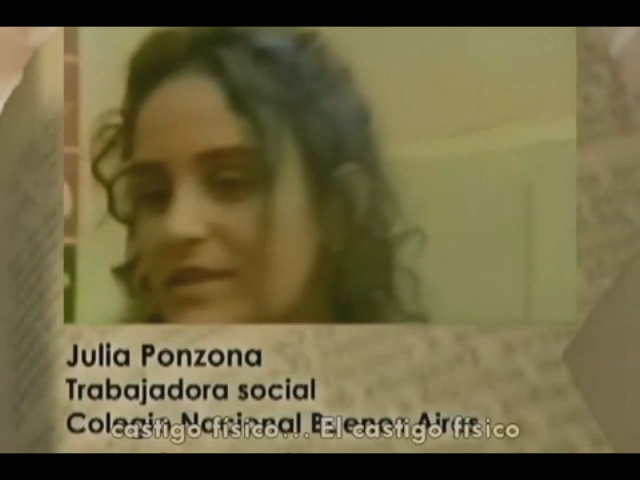 Julia Ponzona
Trabajadora social
Colegio Nacional Buenos Aires
castigo físico... El castigo físico